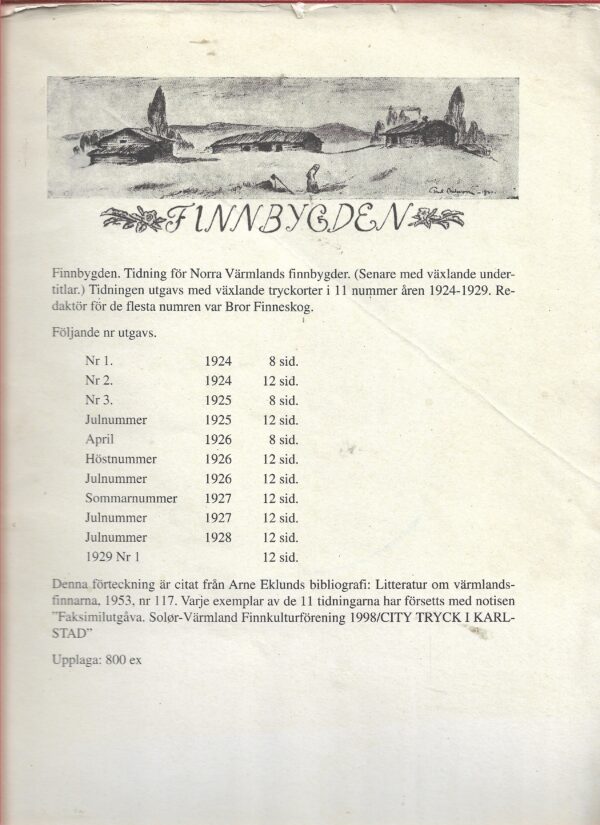 FINNBYGDEN
Finnbygden. Tidning för Norra Värmlands finnbygder. (Senare med växlande under-
titlar.) Tidningen utgavs med växlande tryckorter i 11 nummer åren 1924-1929. Re-
daktör för de flesta numren var Bror Finneskog.
Följande nr utgavs.
Nr 1. 1924 8 sid.
Nr 2. 1924 12 sid.
Nr 3. 1925 8 sid.
Julnummer 1925 12 sid.
April 1926 8 sid.
Höstnummer 1926 12 sid.
Julnummer 1926 12 sid.
Sommarnummer 1927 12 sid.
Julnummer 1927 12 sid.
Julnummer 1928 12 sid.
1929 Nr 1 12 sid.
Denna förteckning är citat från Arne Eklunds bibliografi: Litteratur om värmlands-
finnarna, 1953, nr 117. Varje exemplar av de 11 tidningarna har försetts med notisen
"Faksimilutgåva. Solør-Värmland Finnkulturförening 1998/CITY TRYCK I KARL-
STAD"
Upplaga: 800 ex